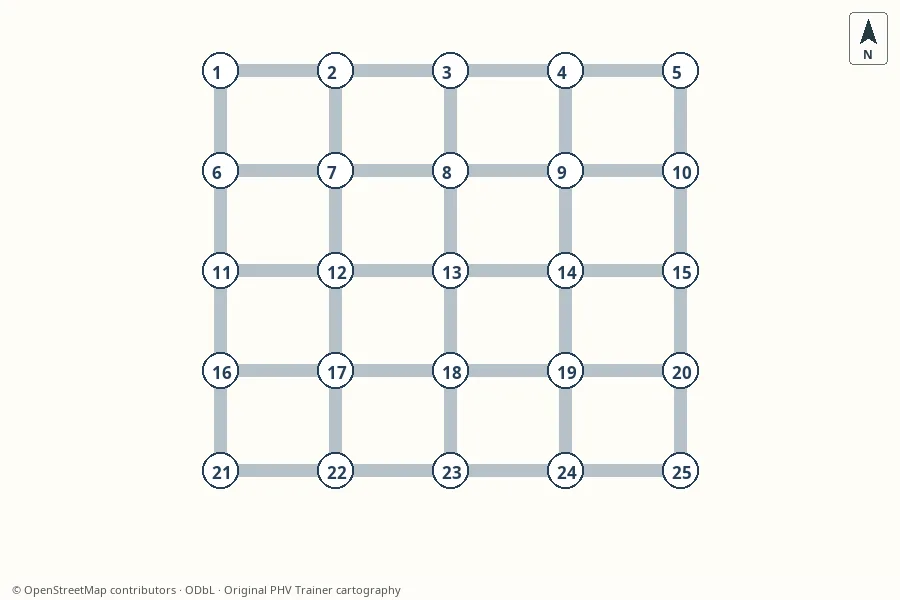 N
1 2 3 4 5
6 7 8 9 10
11 12 13 14 15
16 17 18 19 20
21 22 23 24 25
© OpenStreetMap contributors · ODbL · Original PHV Trainer cartography